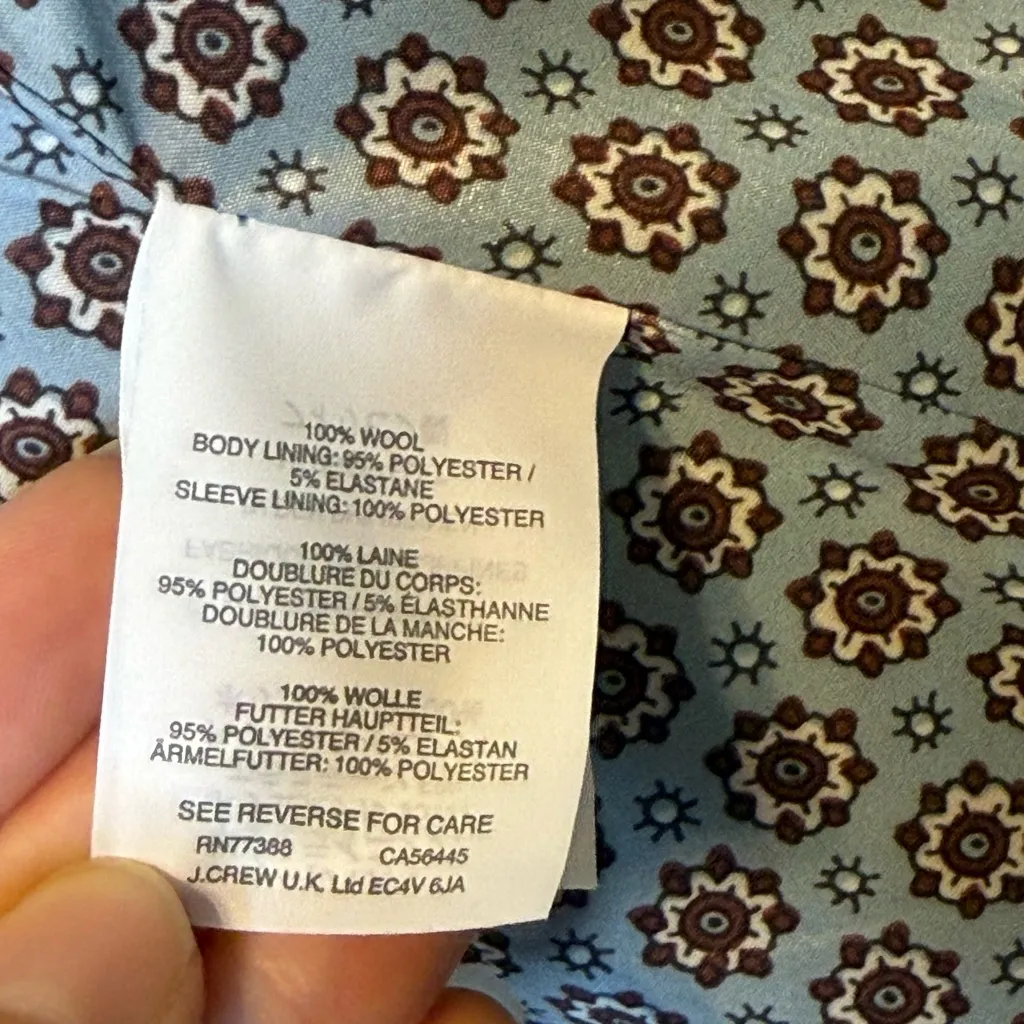 100% WOOL
BODY LINING: 95% POLYESTER /
5% ELASTANE
SLEEVE LINING: 100% POLYESTER
100% LAINE
DOUBLURE DU CORPS:
95% POLYESTER / 5% ÉLASTHANNE
DOUBLURE DE LA MANCHE:
100% POLYESTER
100% WOLLE
FUTTER HAUPTTEIL:
95% POLYESTER / 5% ELASTAN
ÄRMELFUTTER: 100% POLYESTER
SEE REVERSE FOR CARE
RN77388 CA56445
J.CREW U.K. Ltd EC4V 6JA